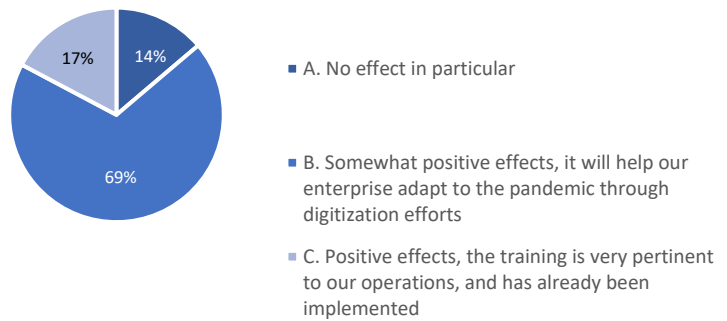 14%
17%
69%
A. No effect in particular
B. Somewhat positive effects, it will help our
enterprise adapt to the pandemic through
digitization efforts
C. Positive effects, the training is very pertinent
to our operations, and has already been
implemented